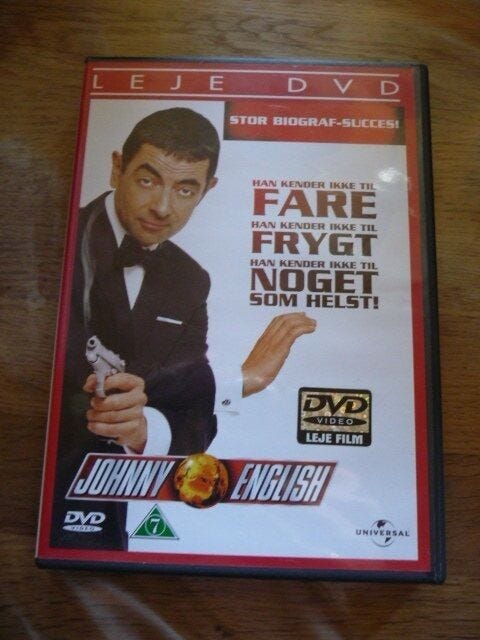 LEJE DVD
STOR BIOGRAF-SUCCES!
HAN KENDER IKKE TIL
FARE
HAN KENDER IKKE TIL
FRYGT
HAN KENDER IKKE TIL
NOGET
SOM HELST!
DVD
VIDEO
LEJE FILM
JOHNNY ENGLISH
DVD
VIDEO
7
UNIVERSAL